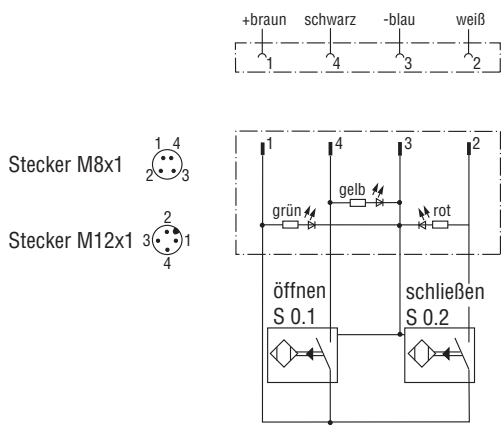 +braun schwarz -blau weiß
1 4 3 2
1 4 3 2
1 4
Stecker M8x1
2 3
gelb
grün rot
2
Stecker M12x1 3 1
4
öffnen schließen
S 0.1 S 0.2